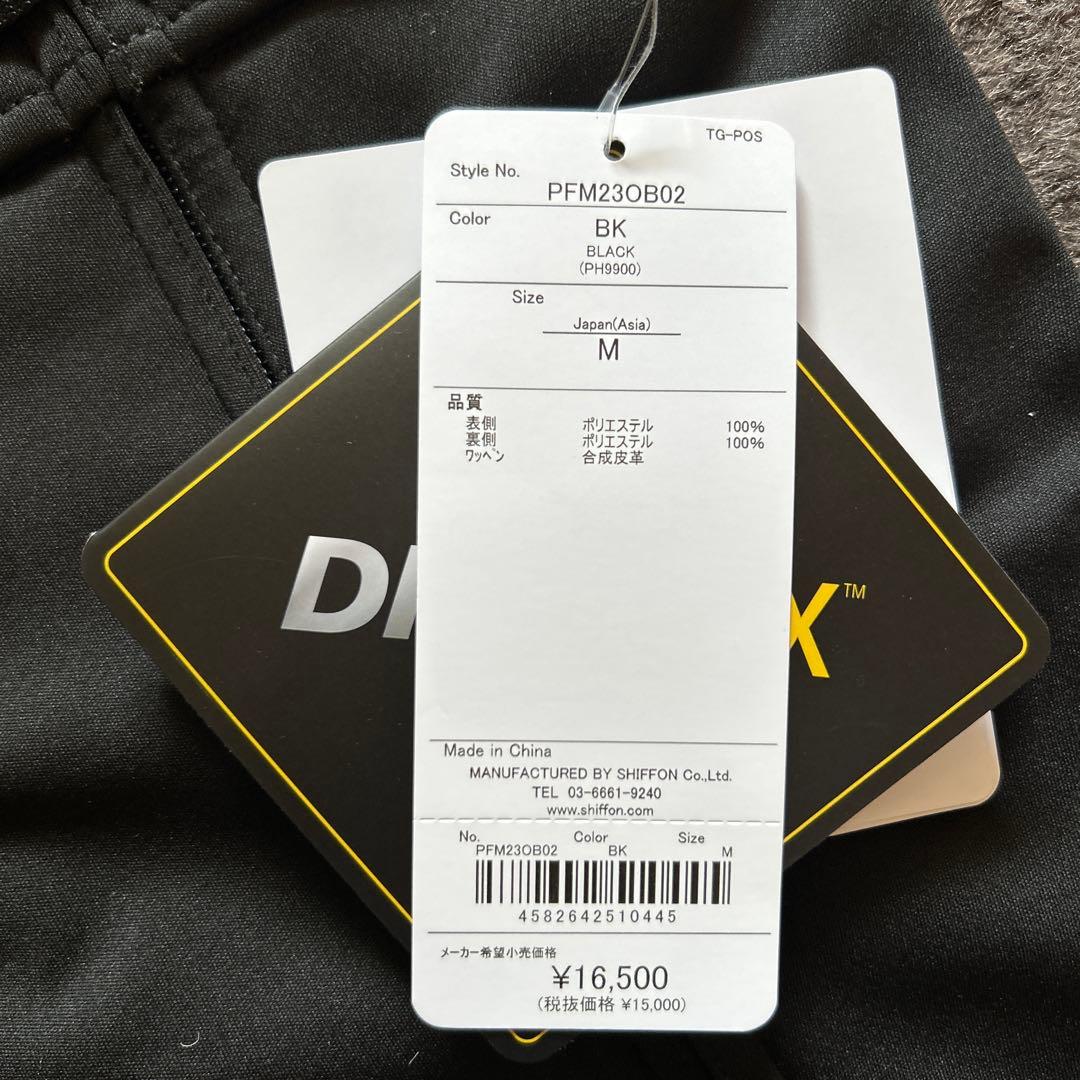 TG-POS
Style No.
PFM23OB02
Color
BK
BLACK
(PH9900)
Size
Japan(Asia)
M
品質
表側 ポリエステル 100%
裏側 ポリエステル 100%
ワッペン 合成皮革
DI
X™
Made in China
MANUFACTURED BY SHIFFON Co.,Ltd.
TEL 03-6661-9240
www.shiffon.com
No. Color Size
PFM23OB02 BK M
4582642510445
メーカー希望小売価格
¥16,500
(税抜価格 ¥15,000)